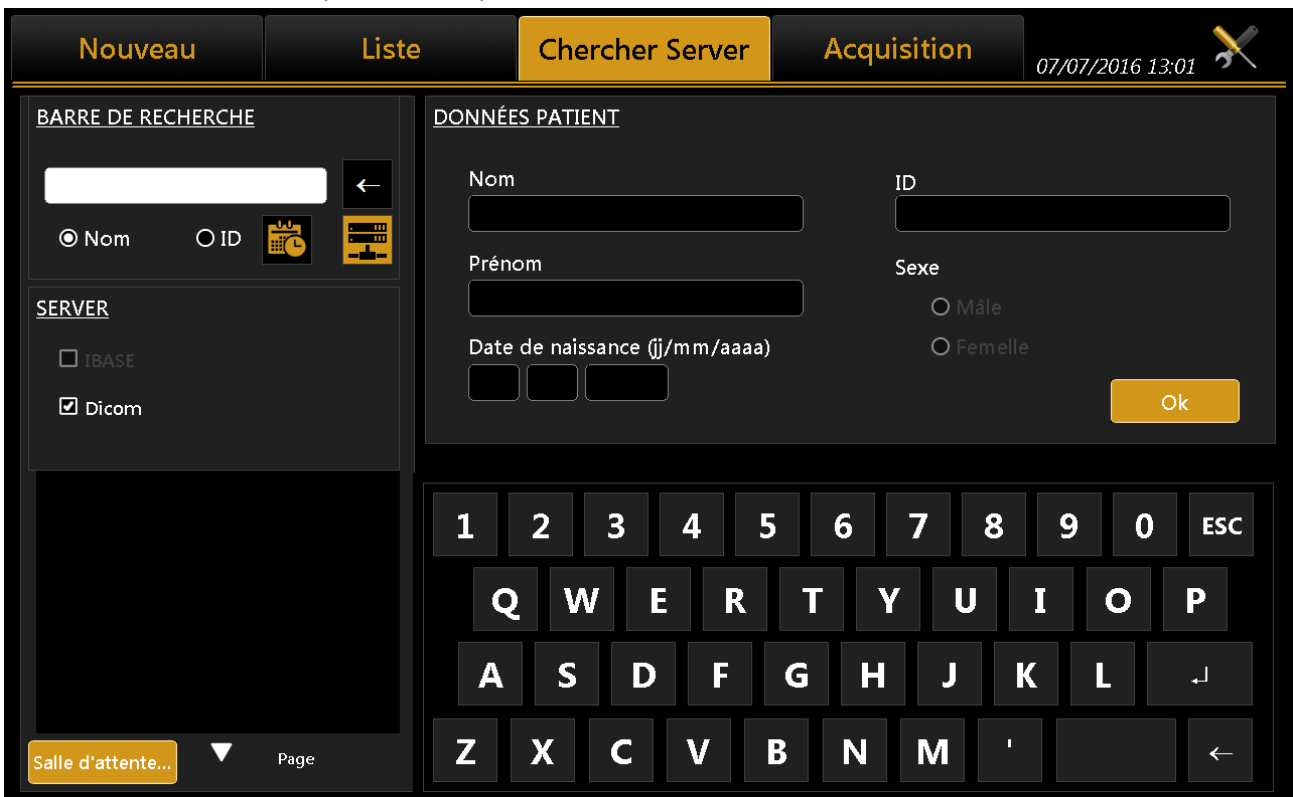 Nouveau
Liste
Chercher Server
Acquisition
07/07/2016 13:01
BARRE DE RECHERCHE
←
Nom
ID
SERVER
IBASE
Dicom
Salle d'attente...
Page
DONNÉES PATIENT
Nom
ID
Prénom
Sexe
Mâle
Date de naissance (jj/mm/aaaa)
Femelle
Ok
1 2 3 4 5 6 7 8 9 0 ESC
Q W E R T Y U I O P
A S D F G H J K L ↵
Z X C V B N M ' ←